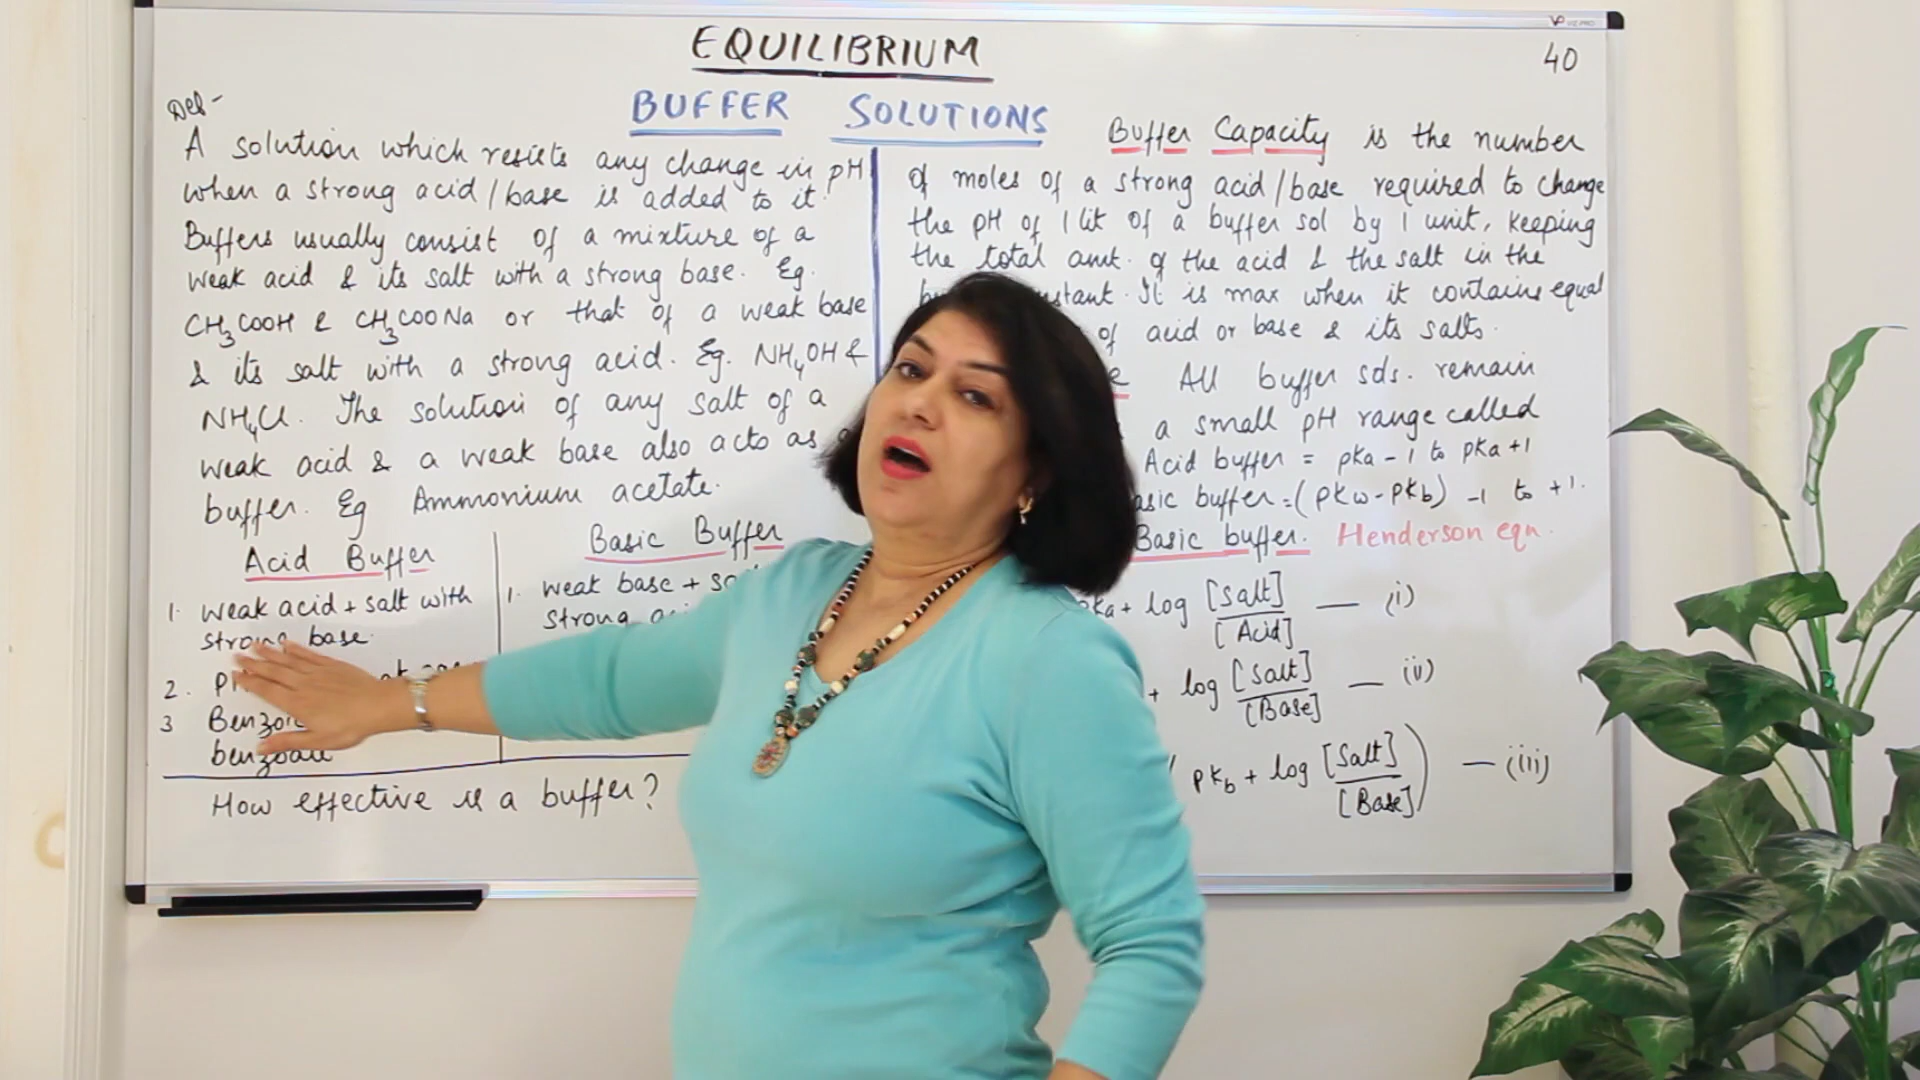 EQUILIBRIUM
40
VIZ-PRO
BUFFER SOLUTIONS
Def-
A solution which resists any change in pH
when a strong acid/base is added to it.
Buffers usually consist of a mixture of a
weak acid & its salt with a strong base. Eg.
CH₃COOH & CH₃COONa or that of a weak base
& its salt with a strong acid. Eg. NH₄OH &
NH₄Cl. The solution of any salt of a
weak acid & a weak base also acts as
buffer. Eg Ammonium acetate.
Acid Buffer
1. weak acid + salt with
strong base.
2. pH
3 Benzoic
benzoate
Basic Buffer
1. weak base +
strong
How effective is a buffer?
Buffer Capacity is the number
of moles of a strong acid/base required to change
the pH of 1 lit of a buffer sol by 1 unit, keeping
the total amt. of the acid & the salt in the
It is max when it contains equal
of acid or base & its salts.
All buffer sols. remain
a small pH range called
Acid buffer = pKa - 1 to pKa + 1
buffer = (pKw - pKb) -1 to +1.
Basic buffer. Henderson eqn.
+ log [Salt]/[Acid] — (i)
+ log [Salt]/[Base] — (ii)
pKb + log [Salt]/[Base]) — (iii)